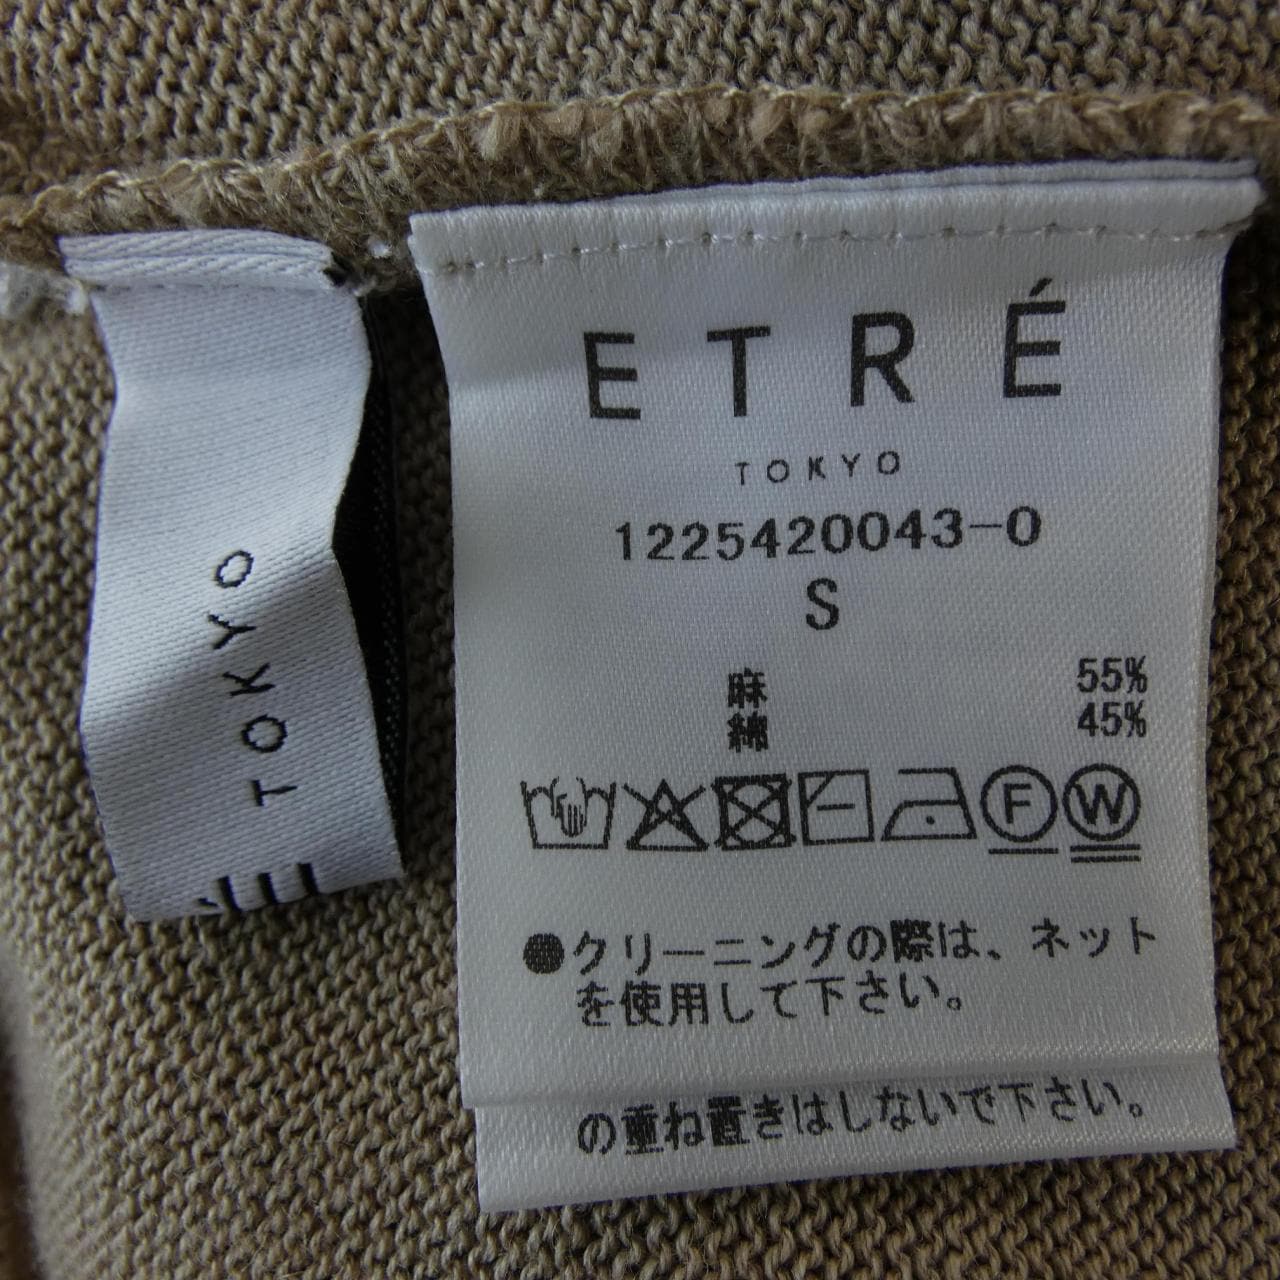 ETRÉ
TOKYO
1225420043-0
S
麻 55%
綿 45%
F W
●クリーニングの際は、ネット
を使用して下さい。
の重ね置きはしないで下さい。
É TOKYO